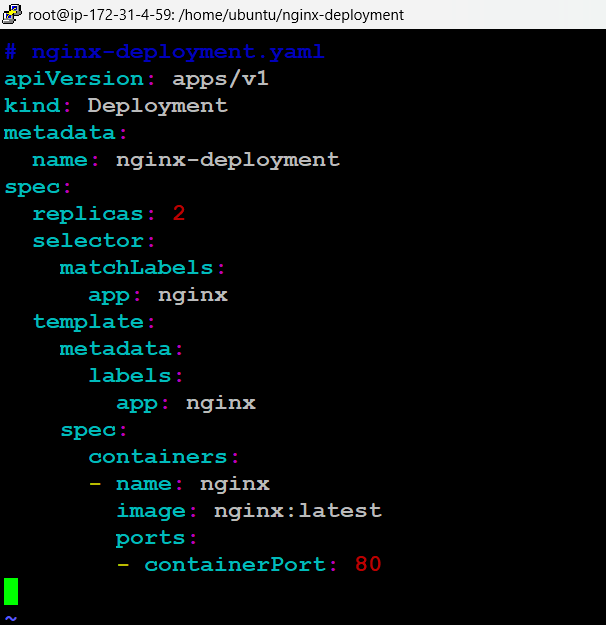 root@ip-172-31-4-59: /home/ubuntu/nginx-deployment
# nginx-deployment.yaml
apiVersion: apps/v1
kind: Deployment
metadata:
  name: nginx-deployment
spec:
  replicas: 2
  selector:
    matchLabels:
      app: nginx
  template:
    metadata:
      labels:
        app: nginx
    spec:
      containers:
      - name: nginx
        image: nginx:latest
        ports:
        - containerPort: 80
~